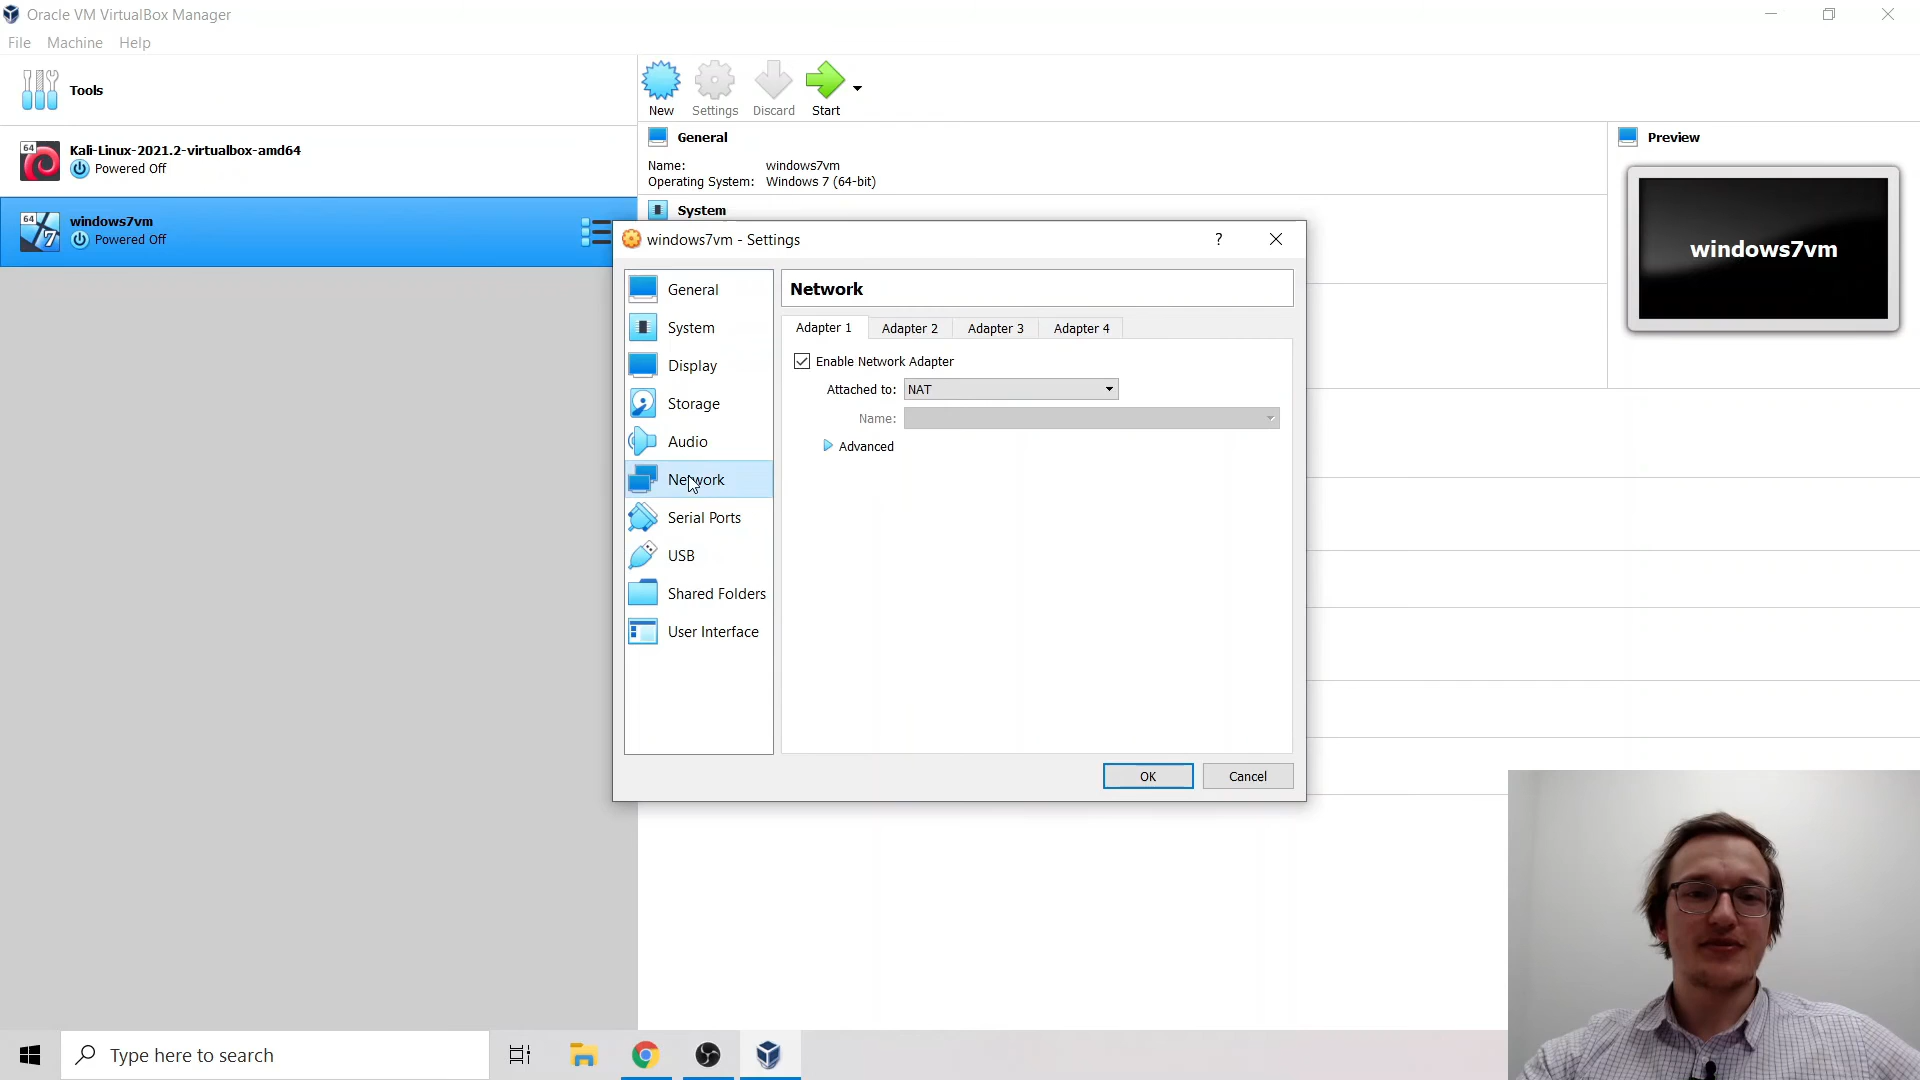 Oracle VM VirtualBox Manager
File Machine Help
Tools
New
Settings
Discard
Start
64
Kali-Linux-2021.2-virtualbox-amd64
Powered Off
64
7
windows7vm
Powered Off
General
Name: windows7vm
Operating System: Windows 7 (64-bit)
System
Preview
windows7vm
windows7vm - Settings
?
General
System
Display
Storage
Audio
Network
Serial Ports
USB
Shared Folders
User Interface
Network
Adapter 1 Adapter 2 Adapter 3 Adapter 4
Enable Network Adapter
Attached to: NAT
Name:
Advanced
OK Cancel
Type here to search